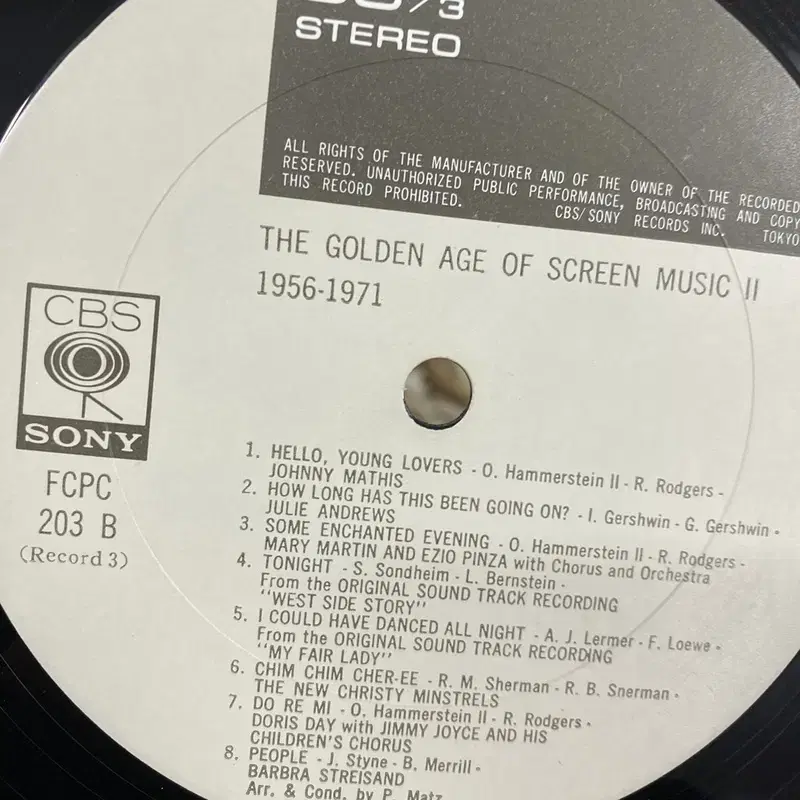 /3
STEREO
ALL RIGHTS OF THE MANUFACTURER AND OF THE OWNER OF THE RECORDED
RESERVED. UNAUTHORIZED PUBLIC PERFORMANCE, BROADCASTING AND COPY
THIS RECORD PROHIBITED. CBS/SONY RECORDS INC. TOKYO
THE GOLDEN AGE OF SCREEN MUSIC II
1956-1971
CBS
SONY
FCPC
203 B
(Record 3)
1. HELLO, YOUNG LOVERS - O. Hammerstein II - R. Rodgers -
JOHNNY MATHIS
2. HOW LONG HAS THIS BEEN GOING ON? - I. Gershwin - G. Gershwin -
JULIE ANDREWS
3. SOME ENCHANTED EVENING - O. Hammerstein II - R. Rodgers -
MARY MARTIN AND EZIO PINZA with Chorus and Orchestra
4. TONIGHT - S. Sondheim - L. Bernstein -
From the ORIGINAL SOUND TRACK RECORDING
"WEST SIDE STORY"
5. I COULD HAVE DANCED ALL NIGHT - A. J. Lermer - F. Loewe -
From the ORIGINAL SOUND TRACK RECORDING
"MY FAIR LADY"
6. CHIM CHIM CHER-EE - R. M. Sherman - R. B. Snerman -
THE NEW CHRISTY MINSTRELS
7. DO RE MI - O. Hammerstein II - R. Rodgers -
DORIS DAY with JIMMY JOYCE AND HIS
CHILDREN'S CHORUS
8. PEOPLE - J. Styne - B. Merrill -
BARBRA STREISAND
Arr. & Cond. by P. Matz